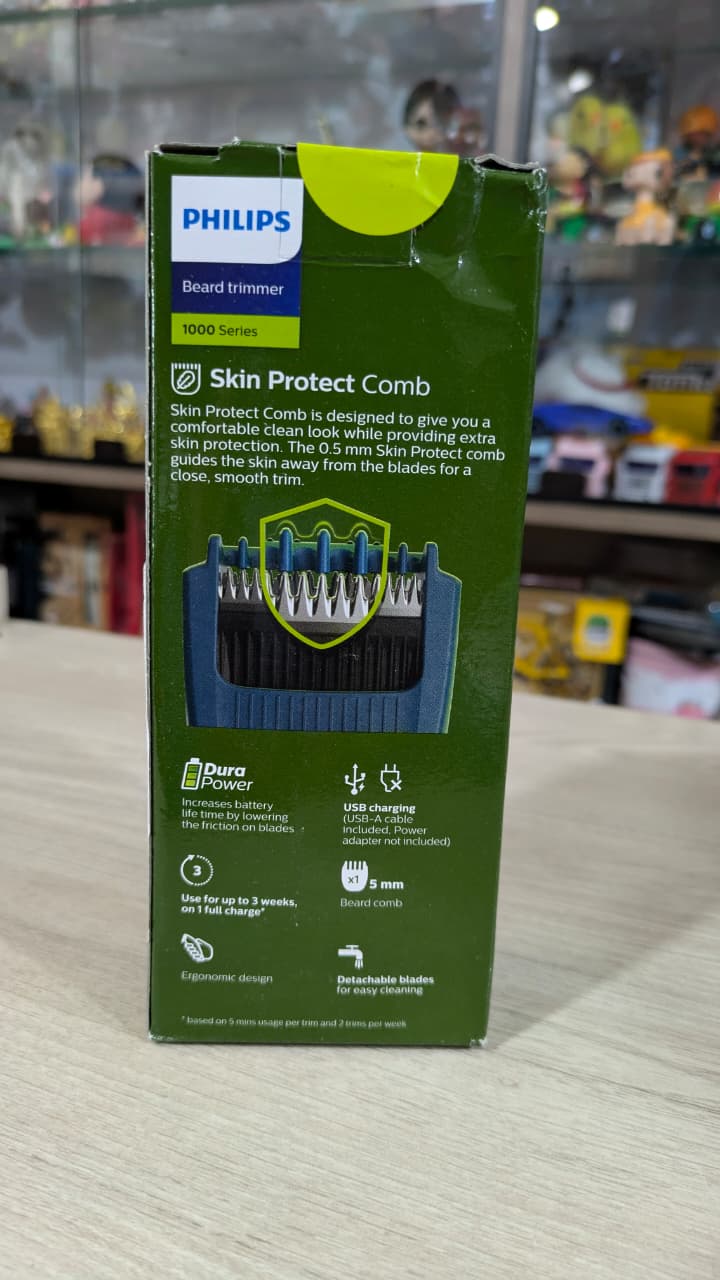 PHILIPS
Beard trimmer
1000 Series
Skin Protect Comb
Skin Protect Comb is designed to give you a
comfortable clean look while providing extra
skin protection. The 0.5 mm Skin Protect comb
guides the skin away from the blades for a
close, smooth trim.
Dura
Power
Increases battery
life time by lowering
the friction on blades
USB charging
(USB-A cable
included, Power
adapter not included)
3
Use for up to 3 weeks,
on 1 full charge*
x1
5 mm
Beard comb
Ergonomic design
Detachable blades
for easy cleaning
* based on 5 mins usage per trim and 2 trims per week